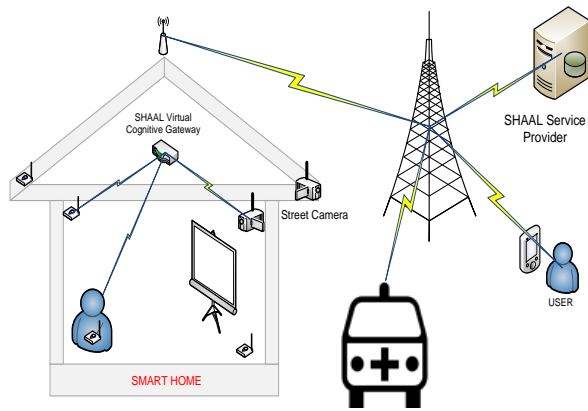 SHAAL Virtual
Cognitive Gateway
SHAAL Service
Provider
Street Camera
USER
SMART HOME